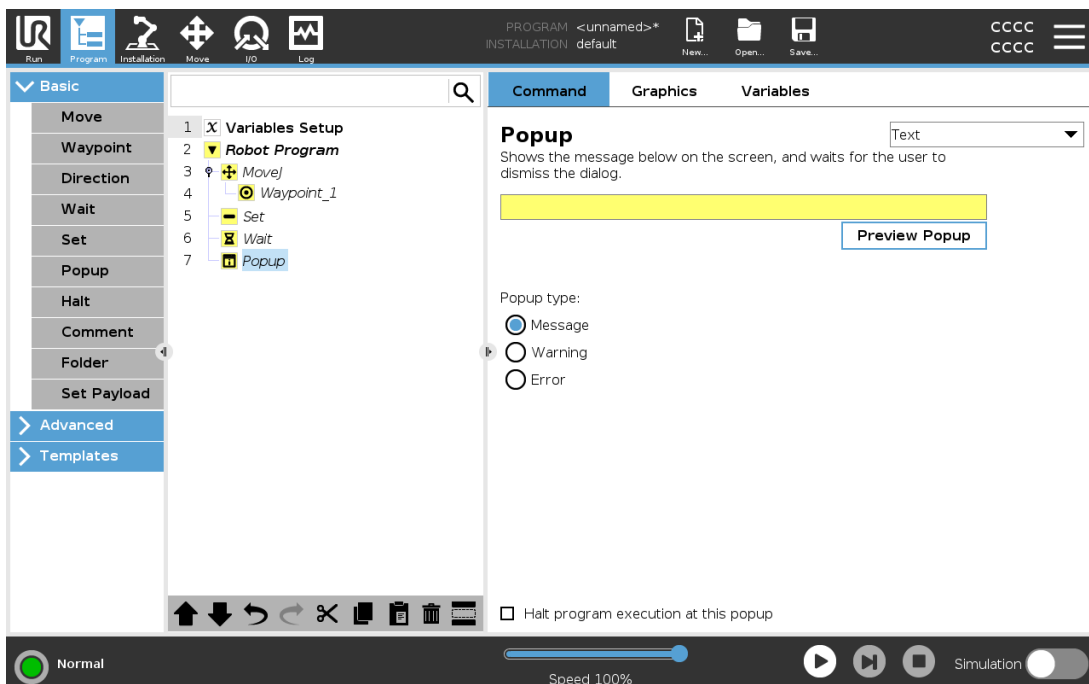 UR
Run
Program
Installation
Move
I/O
Log
PROGRAM <unnamed>*
INSTALLATION default
New...
Open...
Save...
CCCC
CCCC
Basic
Move
Waypoint
Direction
Wait
Set
Popup
Halt
Comment
Folder
Set Payload
Advanced
Templates
1 X Variables Setup
2 Robot Program
3 MoveJ
4 Waypoint_1
5 Set
6 Wait
7 Popup
Command Graphics Variables
Popup
Text
Shows the message below on the screen, and waits for the user to
dismiss the dialog.
Preview Popup
Popup type:
Message
Warning
Error
Halt program execution at this popup
Normal
Speed 100%
Simulation